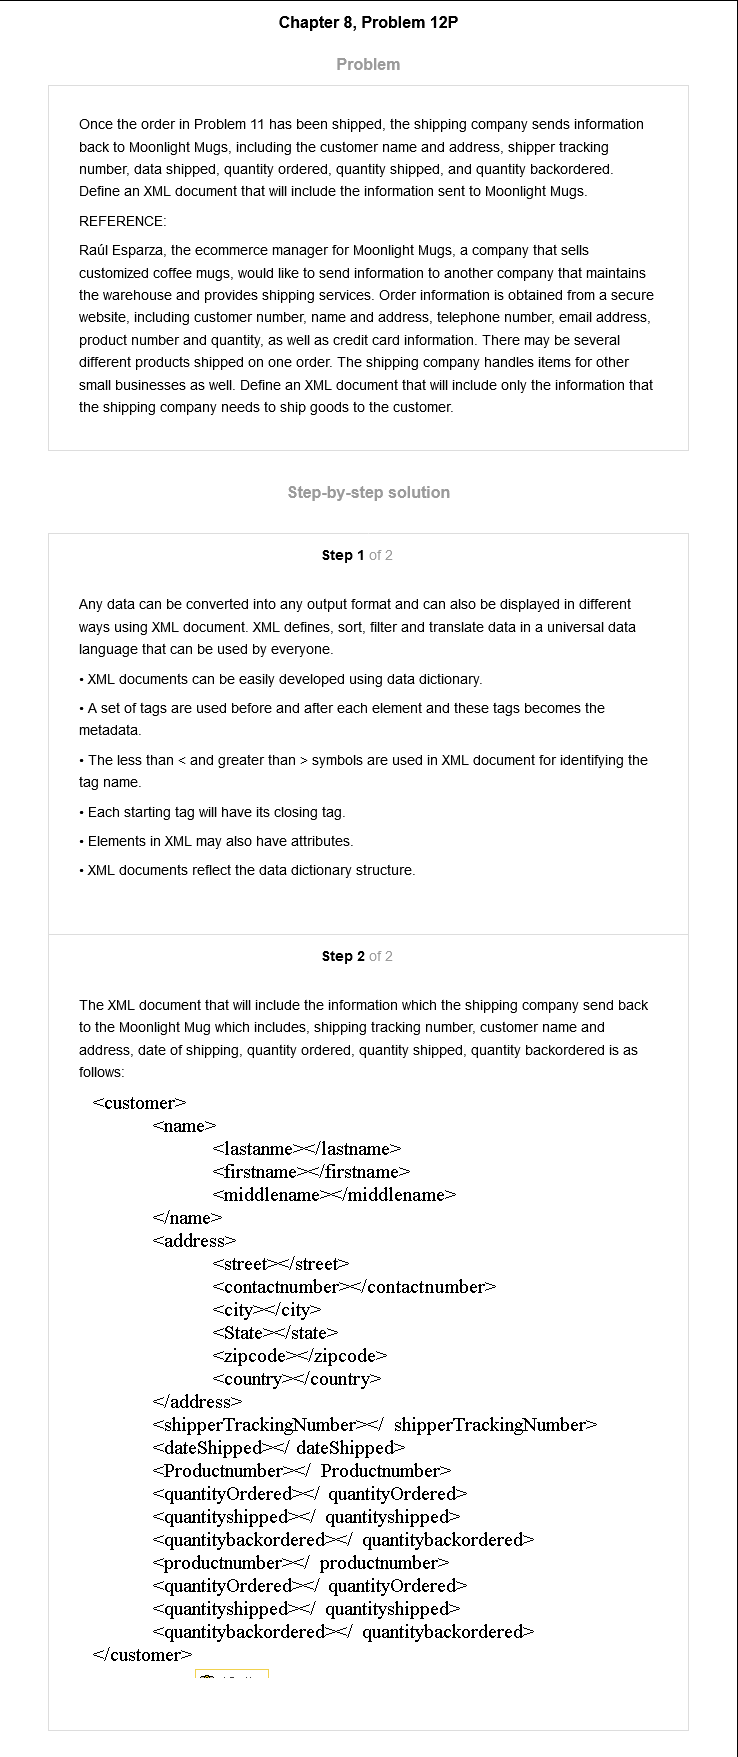 Chapter 8, Problem 12P
Problem
Once the order in Problem 11 has been shipped, the shipping company sends information
back to Moonlight Mugs, including the customer name and address, shipper tracking
number, data shipped, quantity ordered, quantity shipped, and quantity backordered.
Define an XML document that will include the information sent to Moonlight Mugs.
REFERENCE:
Raúl Esparza, the ecommerce manager for Moonlight Mugs, a company that sells
customized coffee mugs, would like to send information to another company that maintains
the warehouse and provides shipping services. Order information is obtained from a secure
website, including customer number, name and address, telephone number, email address,
product number and quantity, as well as credit card information. There may be several
different products shipped on one order. The shipping company handles items for other
small businesses as well. Define an XML document that will include only the information that
the shipping company needs to ship goods to the customer.
Step-by-step solution
Step 1 of 2
Any data can be converted into any output format and can also be displayed in different
ways using XML document. XML defines, sort, filter and translate data in a universal data
language that can be used by everyone.
• XML documents can be easily developed using data dictionary.
• A set of tags are used before and after each element and these tags becomes the
metadata.
• The less than < and greater than > symbols are used in XML document for identifying the
tag name.
• Each starting tag will have its closing tag.
• Elements in XML may also have attributes.
• XML documents reflect the data dictionary structure.
Step 2 of 2
The XML document that will include the information which the shipping company send back
to the Moonlight Mug which includes, shipping tracking number, customer name and
address, date of shipping, quantity ordered, quantity shipped, quantity backordered is as
follows:
<customer>
<name>
<lastanme></lastname>
<firstname></firstname>
<middlename></middlename>
</name>
<address>
<street></street>
<contactnumber></contactnumber>
<city></city>
<State></state>
<zipcode></zipcode>
<country></country>
</address>
<shipperTrackingNumber></ shipperTrackingNumber>
<dateShipped></ dateShipped>
<Productnumber></ Productnumber>
<quantityOrdered></ quantityOrdered>
<quantityshipped></ quantityshipped>
<quantitybackordered></ quantitybackordered>
<productnumber></ productnumber>
<quantityOrdered></ quantityOrdered>
<quantityshipped></ quantityshipped>
<quantitybackordered></ quantitybackordered>
</customer>